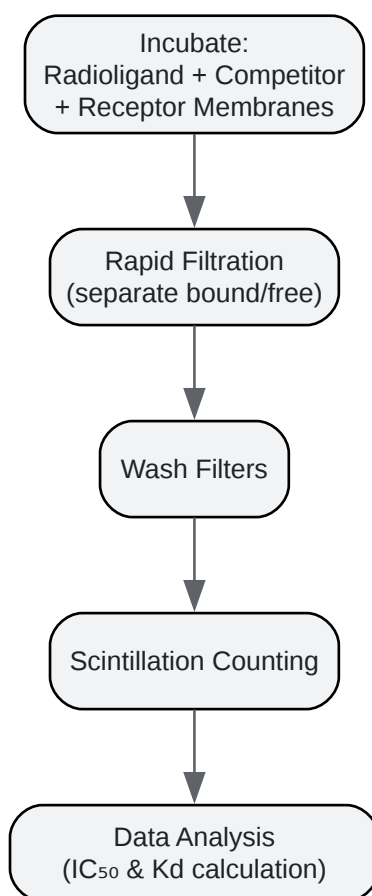 Incubate:
Radioligand + Competitor
+ Receptor Membranes
Rapid Filtration
(separate bound/free)
Wash Filters
Scintillation Counting
Data Analysis
(IC₅₀ & Kd calculation)